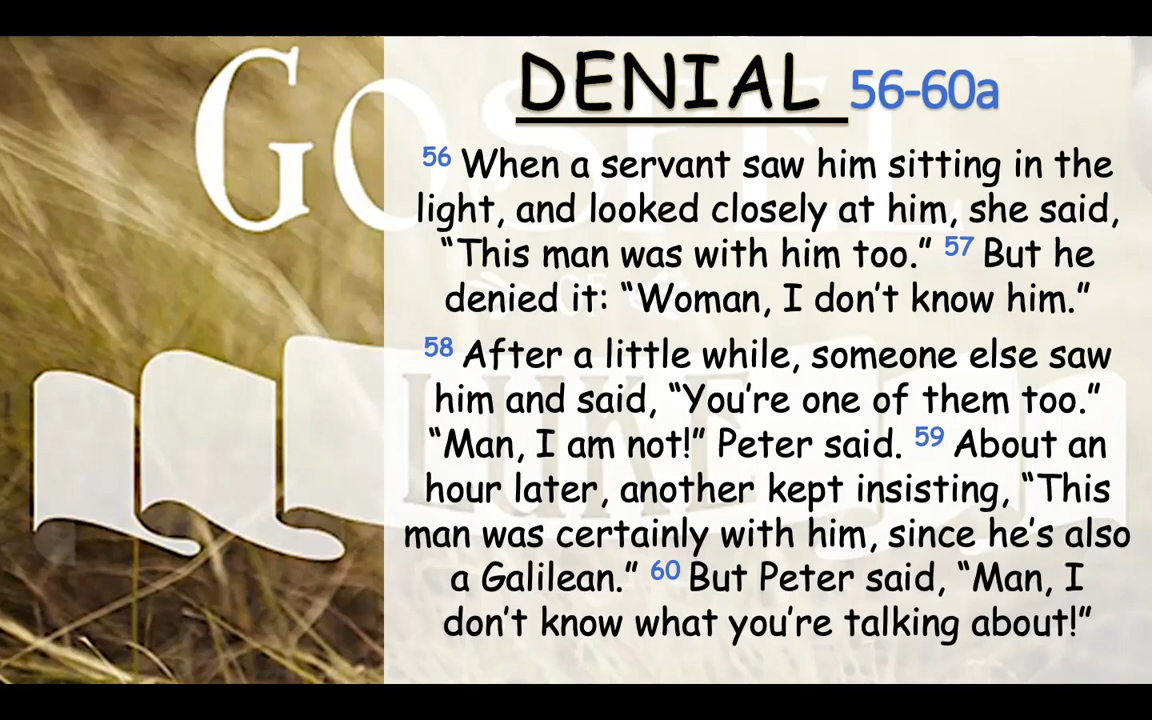 GOSPEL
OF
LUKE
DENIAL 56-60a
56 When a servant saw him sitting in the
light, and looked closely at him, she said,
“This man was with him too.” 57 But he
denied it: “Woman, I don’t know him.”
58 After a little while, someone else saw
him and said, “You’re one of them too.”
“Man, I am not!” Peter said. 59 About an
hour later, another kept insisting, “This
man was certainly with him, since he’s also
a Galilean.” 60 But Peter said, “Man, I
don’t know what you’re talking about!”